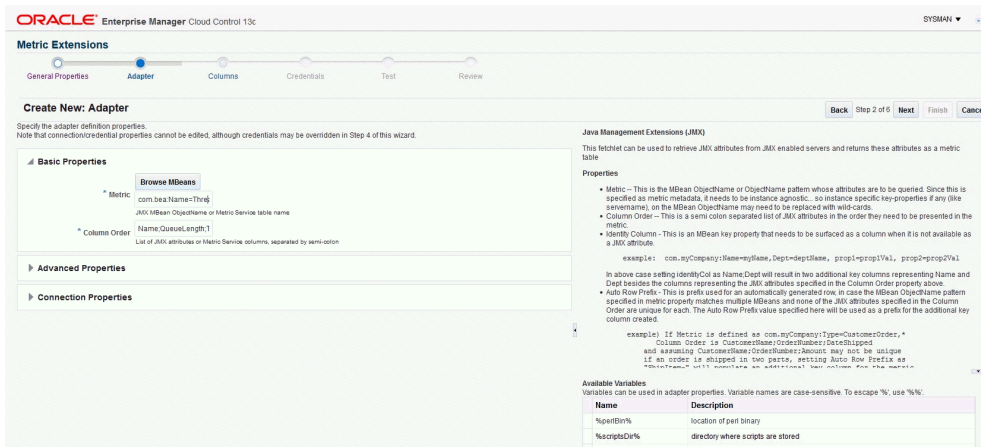 ORACLE Enterprise Manager Cloud Control 13c
SYSMAN
Metric Extensions
General Properties Adapter Columns Credentials Test Review
Create New: Adapter
Back Step 2 of 6 Next Finish Cance
Specify the adapter definition properties.
Note that connection/credential properties cannot be edited, although credentials may be overridden in Step 4 of this wizard.
Basic Properties
Browse MBeans
* Metric com.bea:Name=Thre
JMX MBean ObjectName or Metric Service table name
* Column Order Name;QueueLength;T
List of JMX attributes or Metric Service columns, separated by semi-colon
Advanced Properties
Connection Properties
Java Management Extensions (JMX)
This fetchlet can be used to retrieve JMX attributes from JMX enabled servers and returns these attributes as a metric
table
Properties
• Metric -- This is the MBean ObjectName or ObjectName pattern whose attributes are to be queried. Since this is
specified as metric metadata, it needs to be instance agnostic... so instance specific key-properties if any (like
servername), on the MBean ObjectName may need to be replaced with wild-cards.
• Column Order -- This is a semi colon separated list of JMX attributes in the order they need to be presented in the
metric.
• Identity Column - This is an MBean key property that needs to be surfaced as a column when it is not available as
a JMX attribute.
example: com.myCompany:Name=myName,Dept=deptName, prop1=prop1Val, prop2=prop2Val
In above case setting identityCol as Name;Dept will result in two additional key columns representing Name and
Dept besides the columns representing the JMX attributes specified in the Column Order property above.
• Auto Row Prefix - This is prefix used for an automatically generated row, in case the MBean ObjectName pattern
specified in metric property matches multiple MBeans and none of the JMX attributes specified in the Column
Order are unique for each. The Auto Row Prefix value specified here will be used as a prefix for the additional key
column created.
example) If Metric is defined as com.myCompany:Type=CustomerOrder,*
Column Order is CustomerName;OrderNumber;DateShipped
and assuming CustomerName;OrderNumber;Amount may not be unique
if an order is shipped in two parts, setting Auto Row Prefix as
"ShipItem-" will populate an additional key column for the metric
Available Variables
Variables can be used in adapter properties. Variable names are case-sensitive. To escape '%', use '%%'.
Name Description
%perlBin% location of perl binary
%scriptsDir% directory where scripts are stored